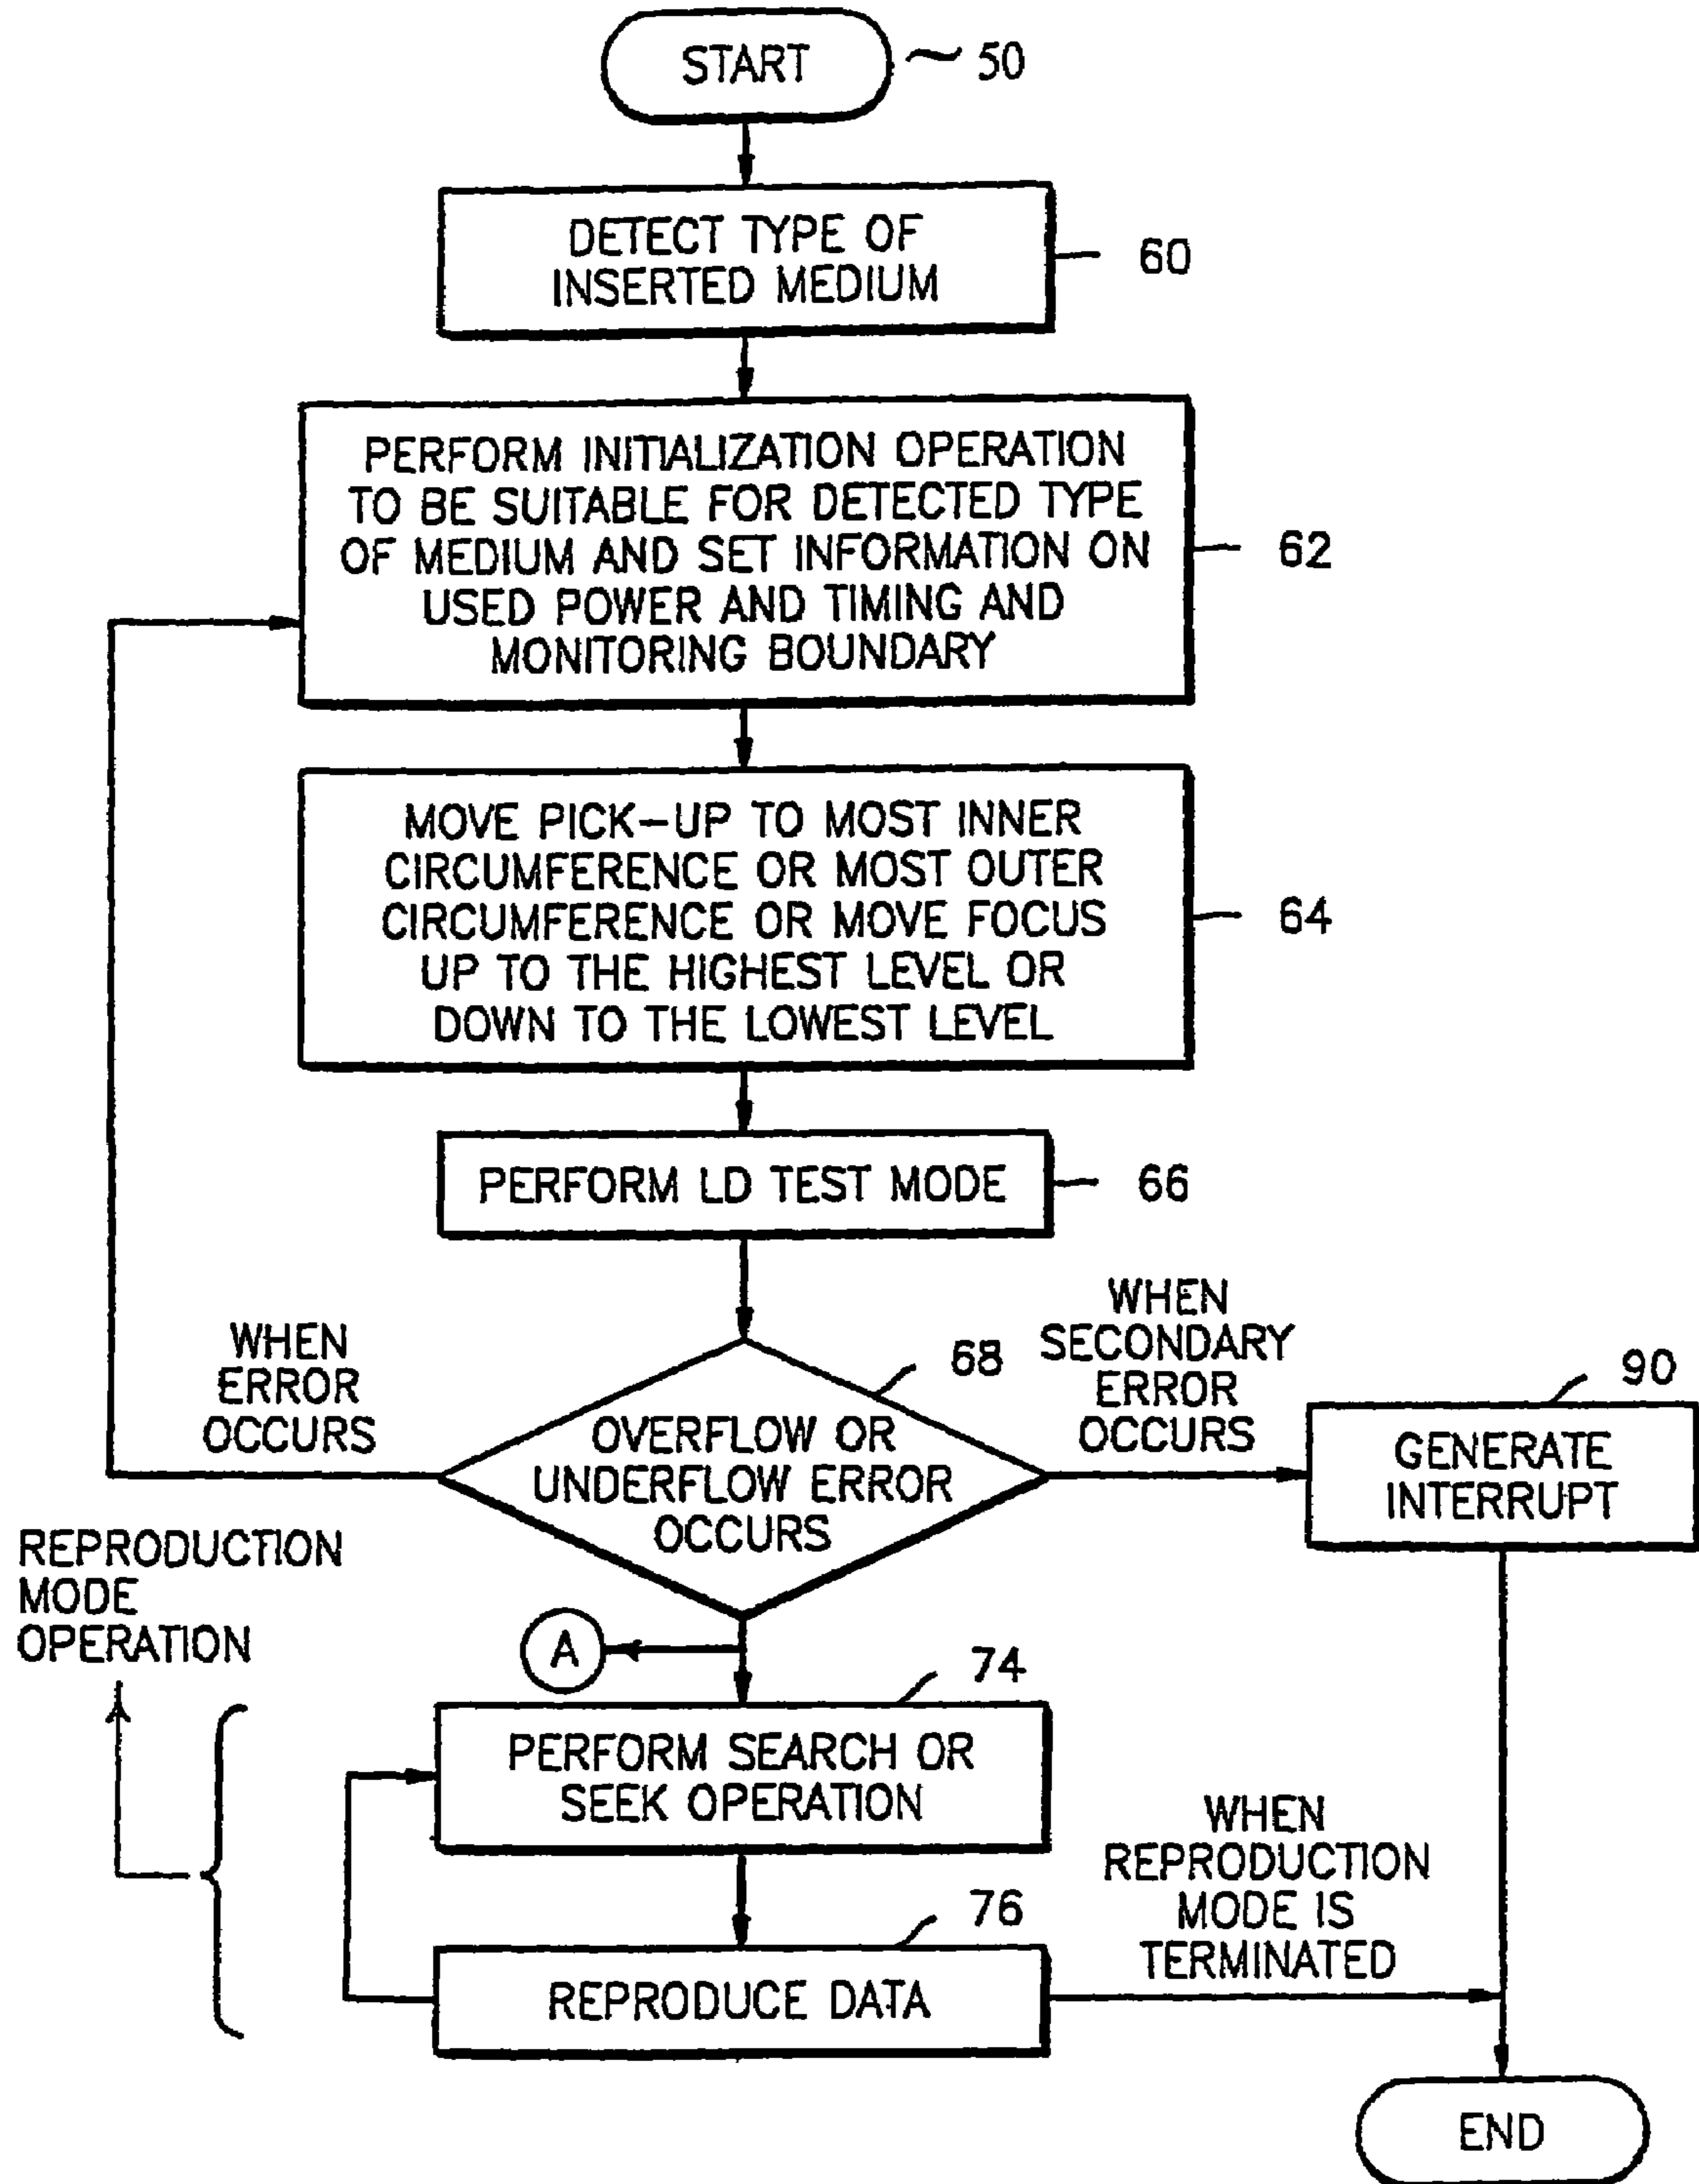 START
50
DETECT TYPE OF
INSERTED MEDIUM
60
PERFORM INITIALIZATION OPERATION
TO BE SUITABLE FOR DETECTED TYPE
OF MEDIUM AND SET INFORMATION ON
USED POWER AND TIMING AND
MONITORING BOUNDARY
62
MOVE PICK-UP TO MOST INNER
CIRCUMFERENCE OR MOST OUTER
CIRCUMFERENCE OR MOVE FOCUS
UP TO THE HIGHEST LEVEL OR
DOWN TO THE LOWEST LEVEL
64
PERFORM LD TEST MODE
66
WHEN
ERROR
OCCURS
68
OVERFLOW OR
UNDERFLOW ERROR
OCCURS
WHEN
SECONDARY
ERROR
OCCURS
90
GENERATE
INTERRUPT
REPRODUCTION
MODE
OPERATION
A
74
PERFORM SEARCH OR
SEEK OPERATION
76
REPRODUCE DATA
WHEN
REPRODUCTION
MODE IS
TERMINATED
END